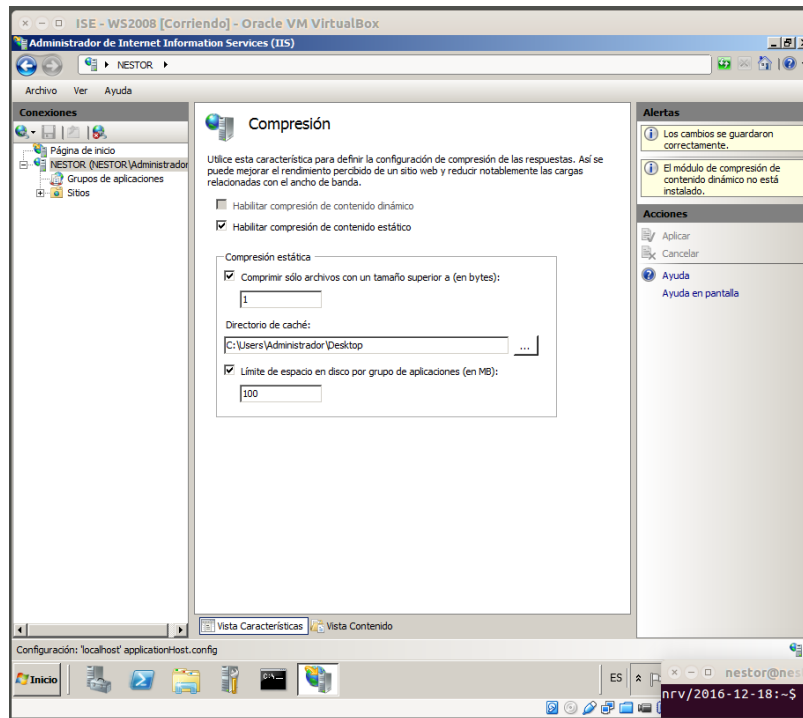 ISE - WS2008 [Corriendo] - Oracle VM VirtualBox
Administrador de Internet Information Services (IIS)
NESTOR
Archivo Ver Ayuda
Conexiones
Página de inicio
NESTOR (NESTOR\Administrador
Grupos de aplicaciones
Sitios
Compresión
Utilice esta característica para definir la configuración de compresión de las respuestas. Así se
puede mejorar el rendimiento percibido de un sitio web y reducir notablemente las cargas
relacionadas con el ancho de banda.
Habilitar compresión de contenido dinámico
Habilitar compresión de contenido estático
Compresión estática
Comprimir sólo archivos con un tamaño superior a (en bytes):
1
Directorio de caché:
C:\Users\Administrador\Desktop
...
Límite de espacio en disco por grupo de aplicaciones (en MB):
100
Vista Características Vista Contenido
Alertas
Los cambios se guardaron
correctamente.
El módulo de compresión de
contenido dinámico no está
instalado.
Acciones
Aplicar
Cancelar
Ayuda
Ayuda en pantalla
Configuración: 'localhost' applicationHost.config
Inicio
ES
nestor@nes
nrv/2016-12-18:~$